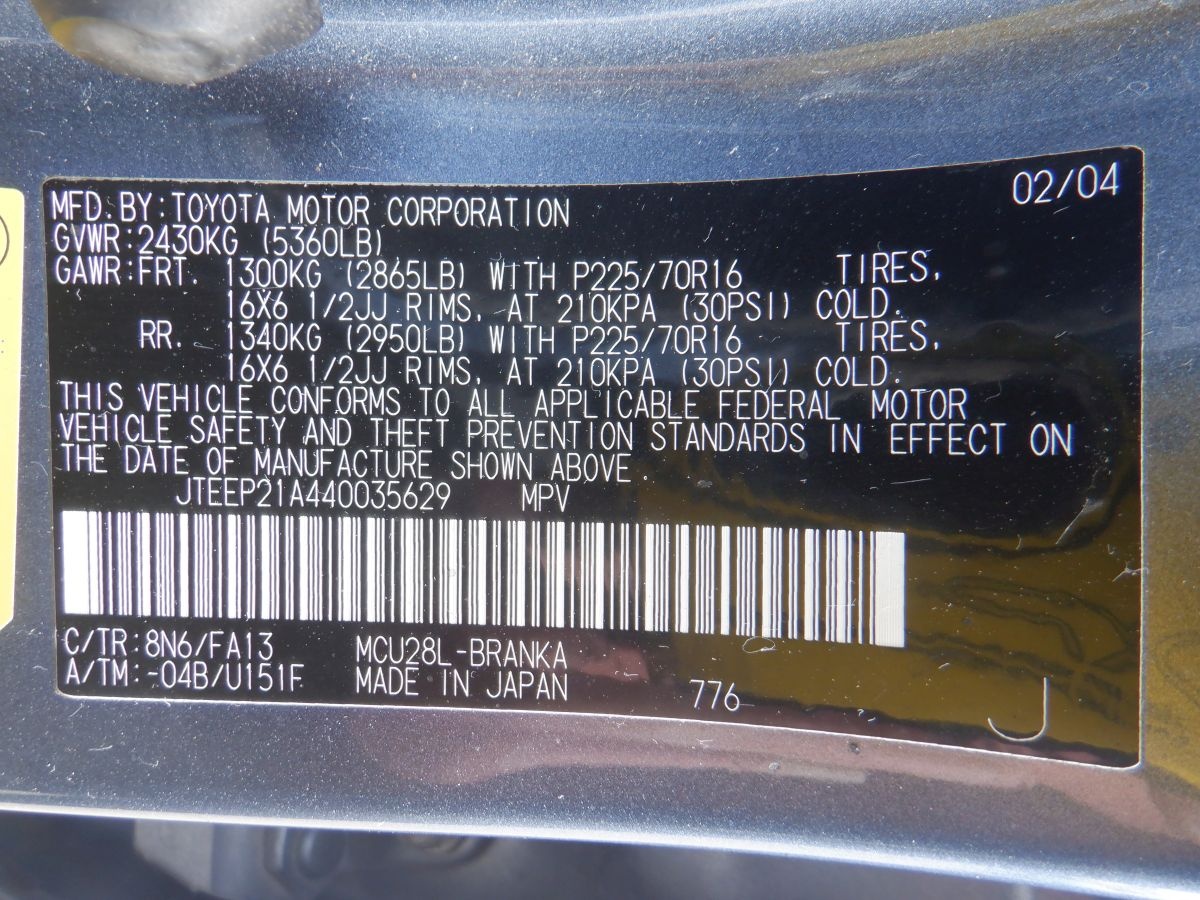 02/04
MFD.BY:TOYOTA MOTOR CORPORATION
GVWR:2430KG (5360LB)
GAWR:FRT. 1300KG (2865LB) WITH P225/70R16 TIRES,
16X6 1/2JJ RIMS, AT 210KPA (30PSI) COLD.
RR. 1340KG (2950LB) WITH P225/70R16 TIRES,
16X6 1/2JJ RIMS, AT 210KPA (30PSI) COLD.
THIS VEHICLE CONFORMS TO ALL APPLICABLE FEDERAL MOTOR
VEHICLE SAFETY AND THEFT PREVENTION STANDARDS IN EFFECT ON
THE DATE OF MANUFACTURE SHOWN ABOVE.
JTEEP21A440035629 MPV
C/TR:8N6/FA13 MCU28L-BRANKA
A/TM:-04B/U151F MADE IN JAPAN 776
J